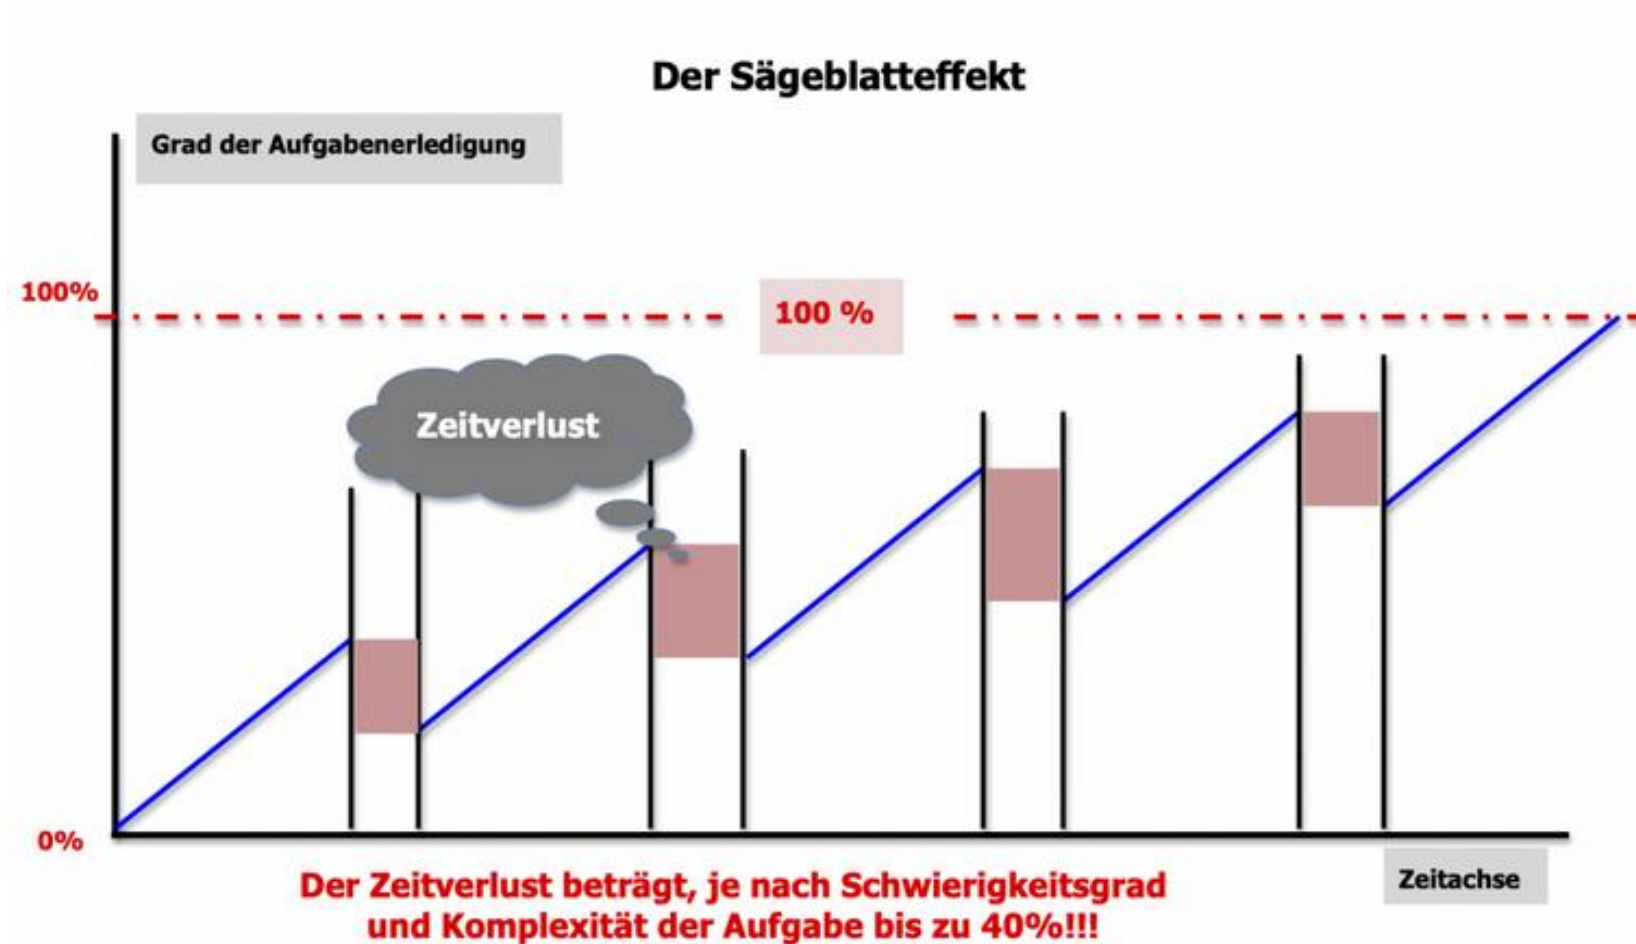 Der Sägeblatteffekt
Grad der Aufgabenerledigung
100%
100 %
Zeitverlust
0%
Zeitachse
Der Zeitverlust beträgt, je nach Schwierigkeitsgrad
und Komplexität der Aufgabe bis zu 40%!!!